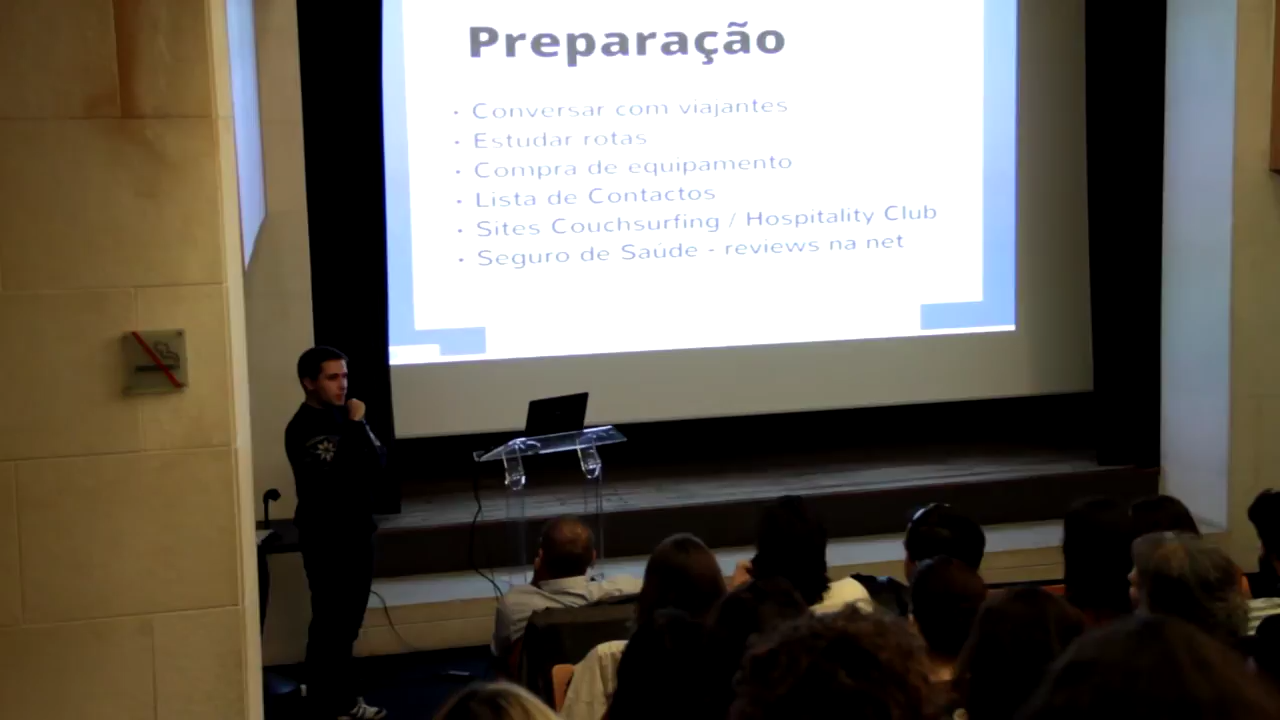 Preparação
• Conversar com viajantes
• Estudar rotas
• Compra de equipamento
• Lista de Contactos
• Sites Couchsurfing / Hospitality Club
• Seguro de Saúde - reviews na net